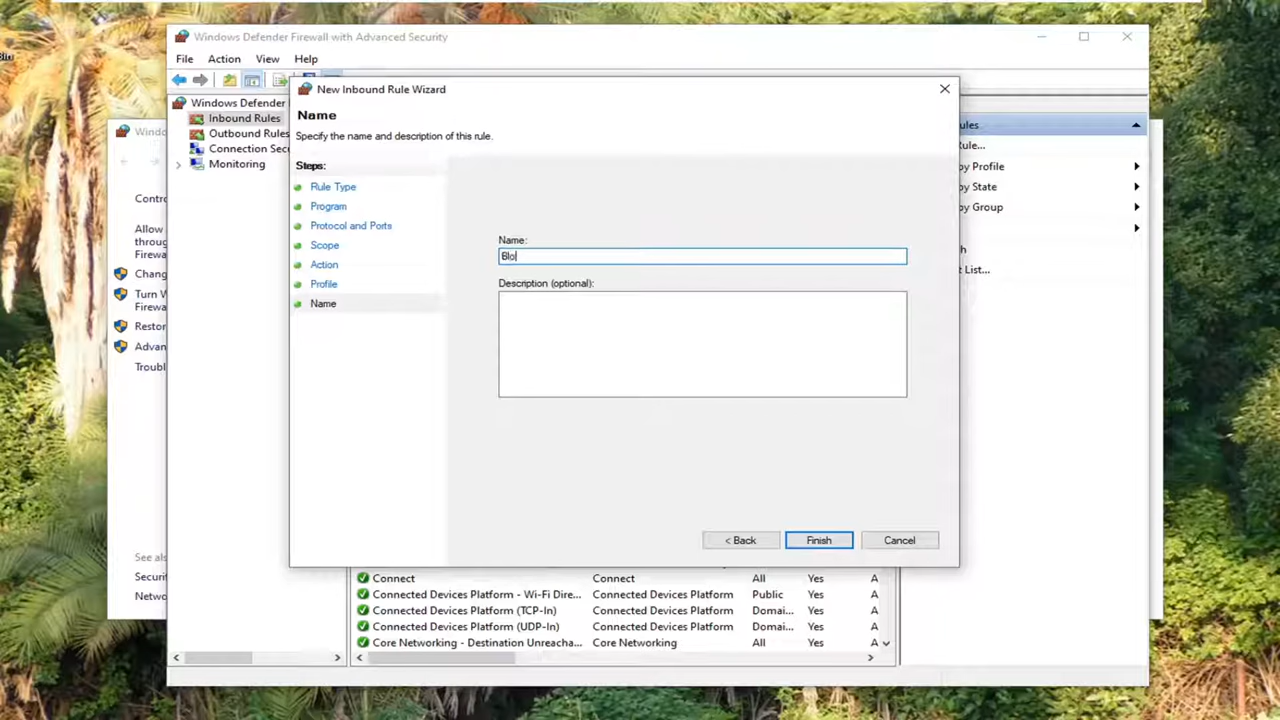 Bin
Windows Defender Firewall with Advanced Security
File Action View Help
Windows Defender
Inbound Rules
Outbound Rules
Connection Secu
Monitoring
New Inbound Rule Wizard
Name
Specify the name and description of this rule.
Steps:
Rule Type
Program
Protocol and Ports
Scope
Action
Profile
Name
Name:
Blo
Description (optional):
< Back Finish Cancel
ules
Rule...
by Profile
by State
by Group
h
t List...
Windo
Contro
Allow
through
Firewa
Chang
Turn W
Firewa
Restor
Advan
Troubl
See als
Securi
Netwo
Connect Connect All Yes A
Connected Devices Platform - Wi-Fi Dire... Connected Devices Platform Public Yes A
Connected Devices Platform (TCP-In) Connected Devices Platform Domai... Yes A
Connected Devices Platform (UDP-In) Connected Devices Platform Domai... Yes A
Core Networking - Destination Unreacha... Core Networking All Yes A